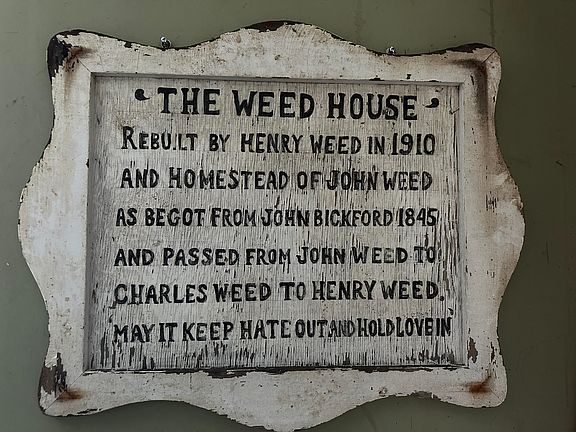 THE WEED HOUSE
REBUILT BY HENRY WEED IN 1910
AND HOMESTEAD OF JOHN WEED
AS BEGOT FROM JOHN BICKFORD 1845
AND PASSED FROM JOHN WEED TO
CHARLES WEED TO HENRY WEED.
MAY IT KEEP HATE OUT AND HOLD LOVE IN